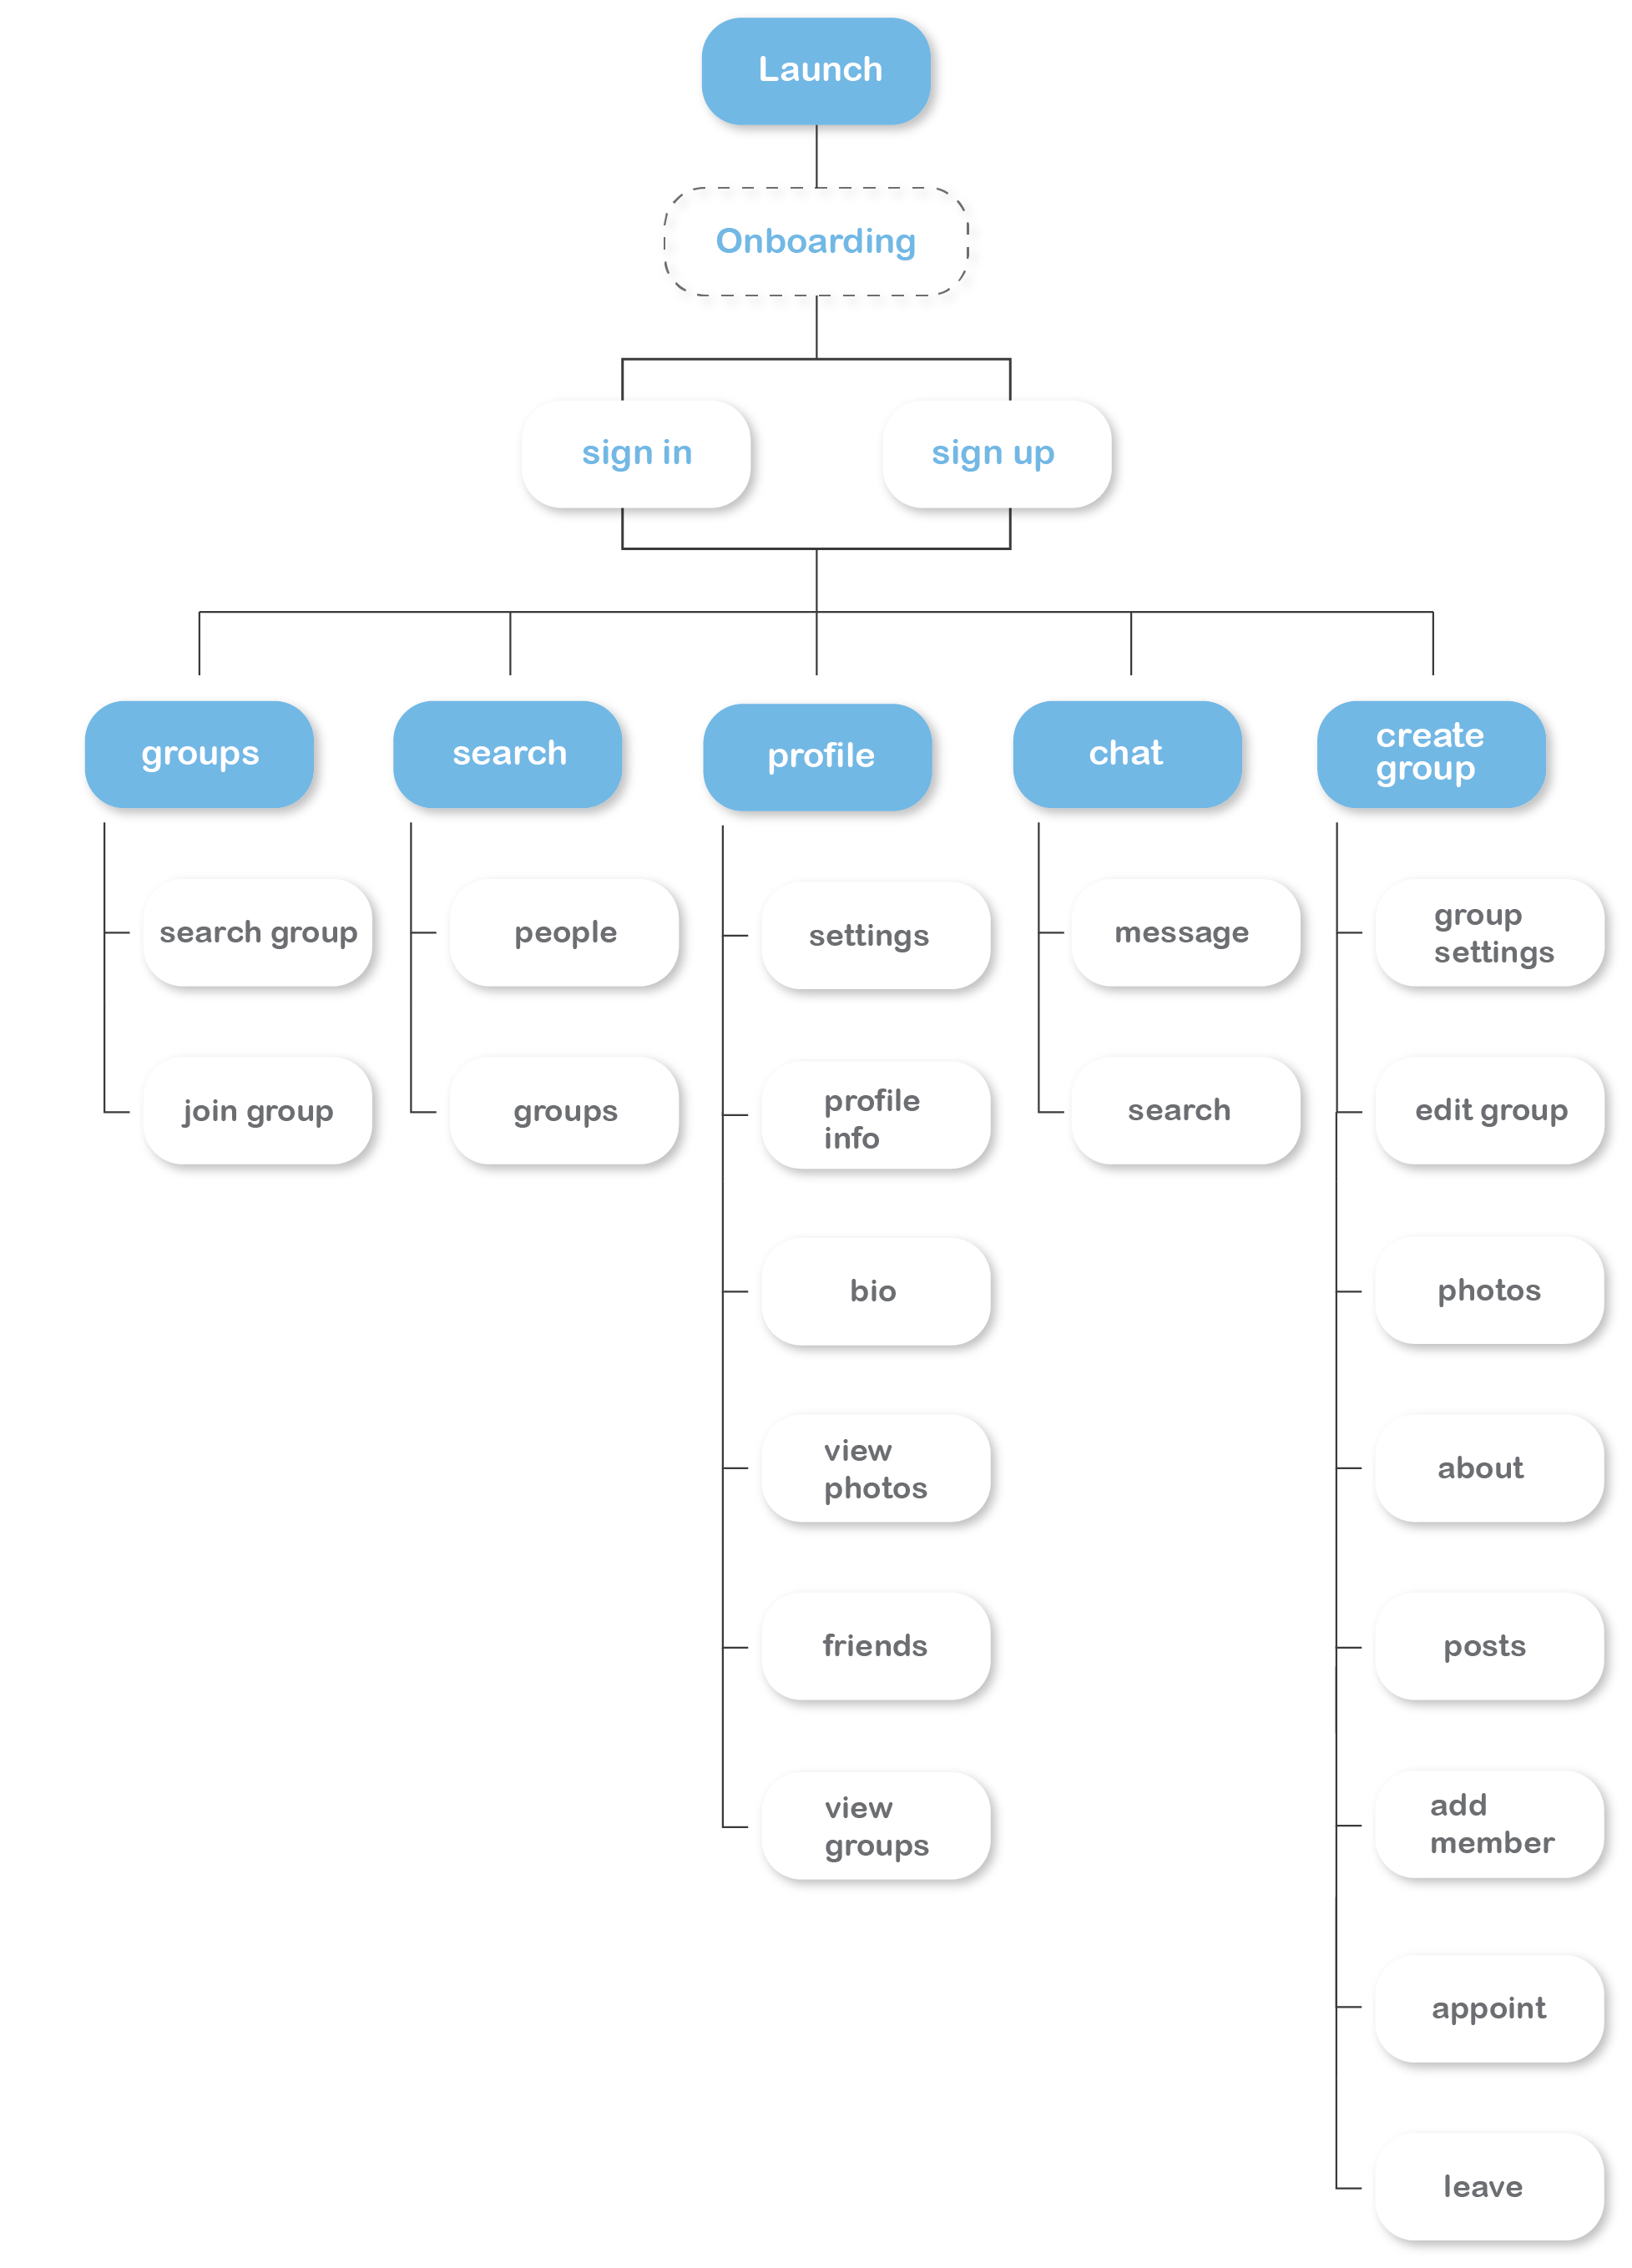 Launch
Onboarding
sign in
sign up
groups
search
profile
chat
create
group
search group
join group
people
groups
settings
profile
info
bio
view
photos
friends
view
groups
message
search
group
settings
edit group
photos
about
posts
add
member
appoint
leave